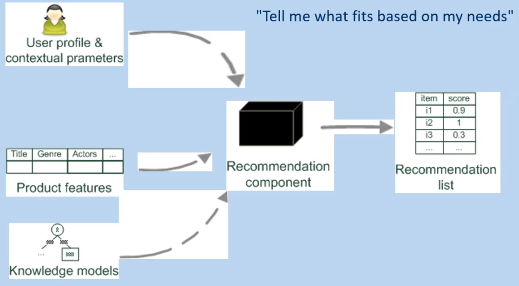 "Tell me what fits based on my needs"
User profile &
contextual prameters
Title Genre Actors ...
Product features
Knowledge models
...
Recommendation
component
item score
i1 0.9
i2 1
i3 0.3
... ...
Recommendation
list